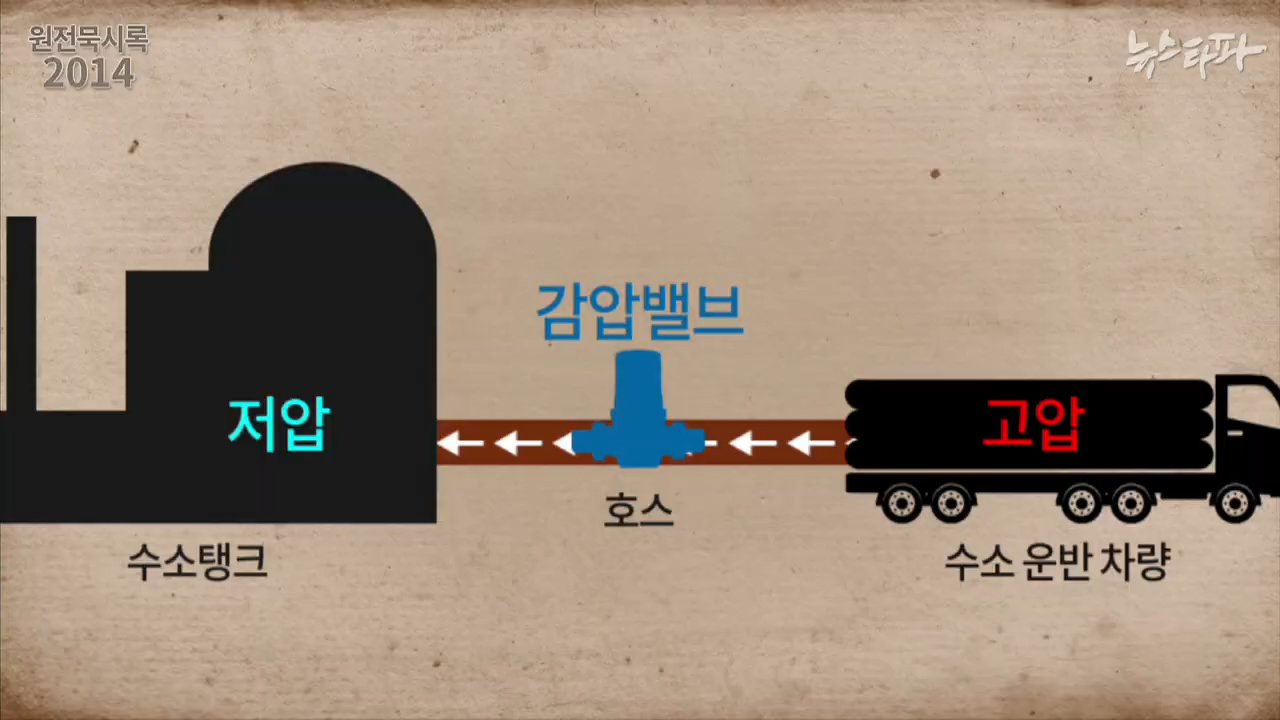 원전묵시록
2014
뉴스타파
감압밸브
저압
고압
호스
수소탱크
수소 운반 차량